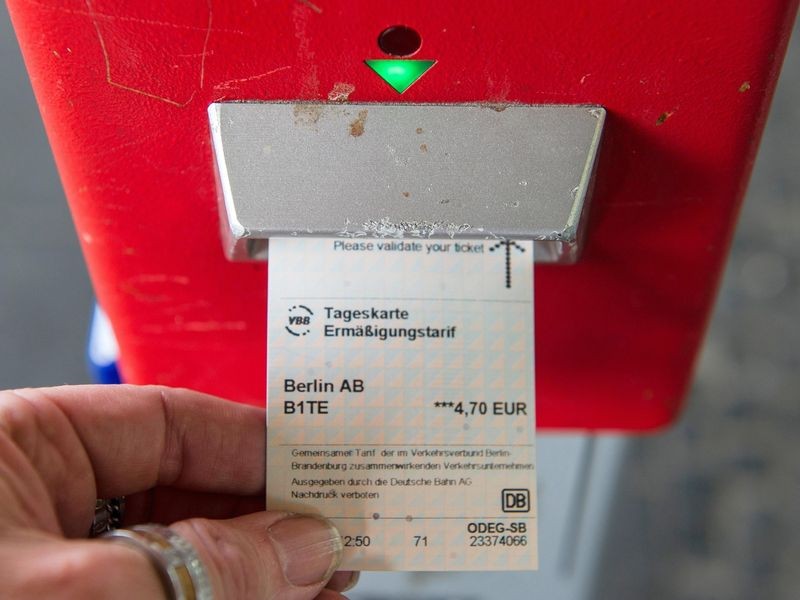 Please validate your ticket
VBB
Tageskarte
Ermäßigungstarif
Berlin AB
B1TE ***4,70 EUR
Gemeinsamer Tarif der im Verkehrsverbund Berlin-
Brandenburg zusammenwirkenden Verkehrsunternehmen
Ausgegeben durch die Deutsche Bahn AG
Nachdruck verboten
DB
ODEG-SB
2:50 71 23374066